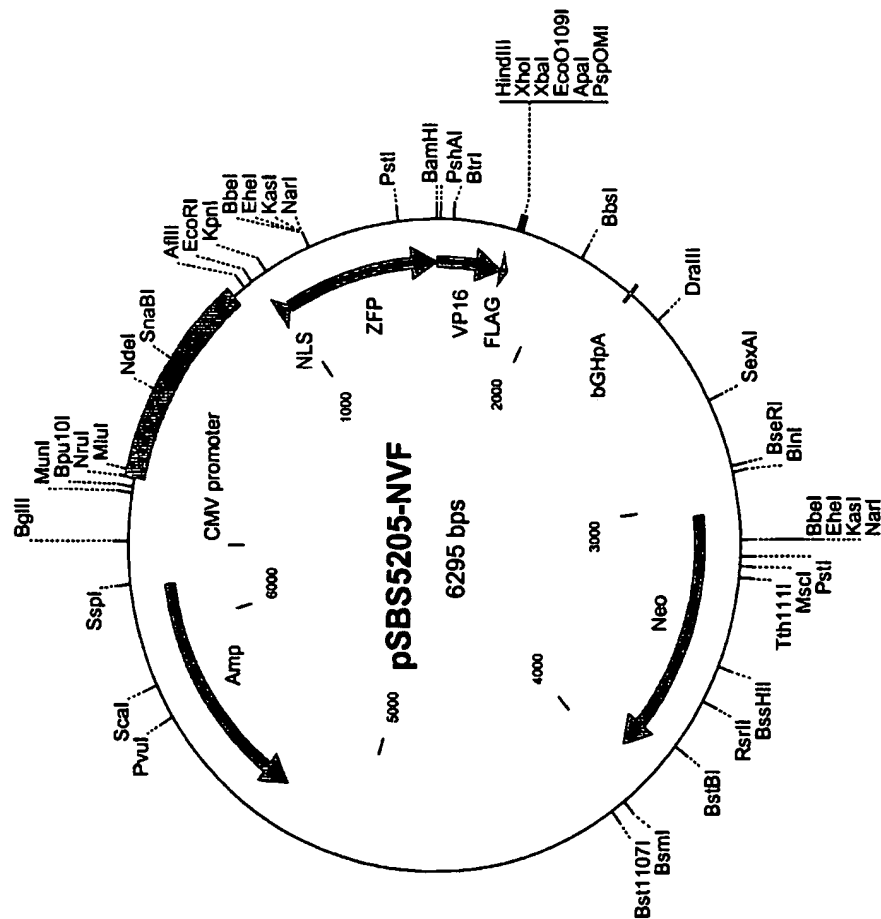 pSBS5205-NVF
6295 bps
BglII
MunI
Bpu10I
NruI
MluI
NdeI
SnaBI
AflII
EcoRI
KpnI
BbeI
EheI
KasI
NarI
PstI
BamHI
PshAI
BtrI
HindIII
XhoI
XbaI
EcoO109I
ApaI
PspOMI
BbsI
DraIII
SexAI
BseRI
BlnI
BbeI
EheI
KasI
NarI
PstI
MscI
Tth111I
BssHII
RsrII
BstBI
BsmI
Bst1107I
PvuI
ScaI
SspI
CMV promoter
NLS
ZFP
VP16
FLAG
bGHpA
Neo
Amp
1000
2000
3000
4000
5000
6000